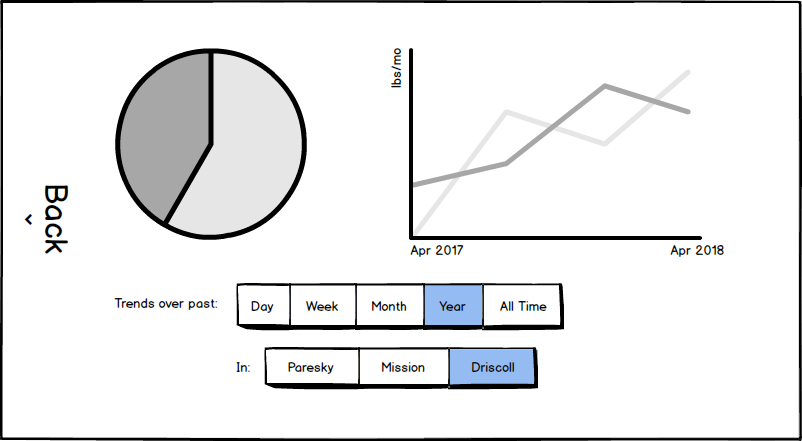 lbs/mo
Apr 2017 Apr 2018
‹ Back
Trends over past: Day Week Month Year All Time
In: Paresky Mission Driscoll